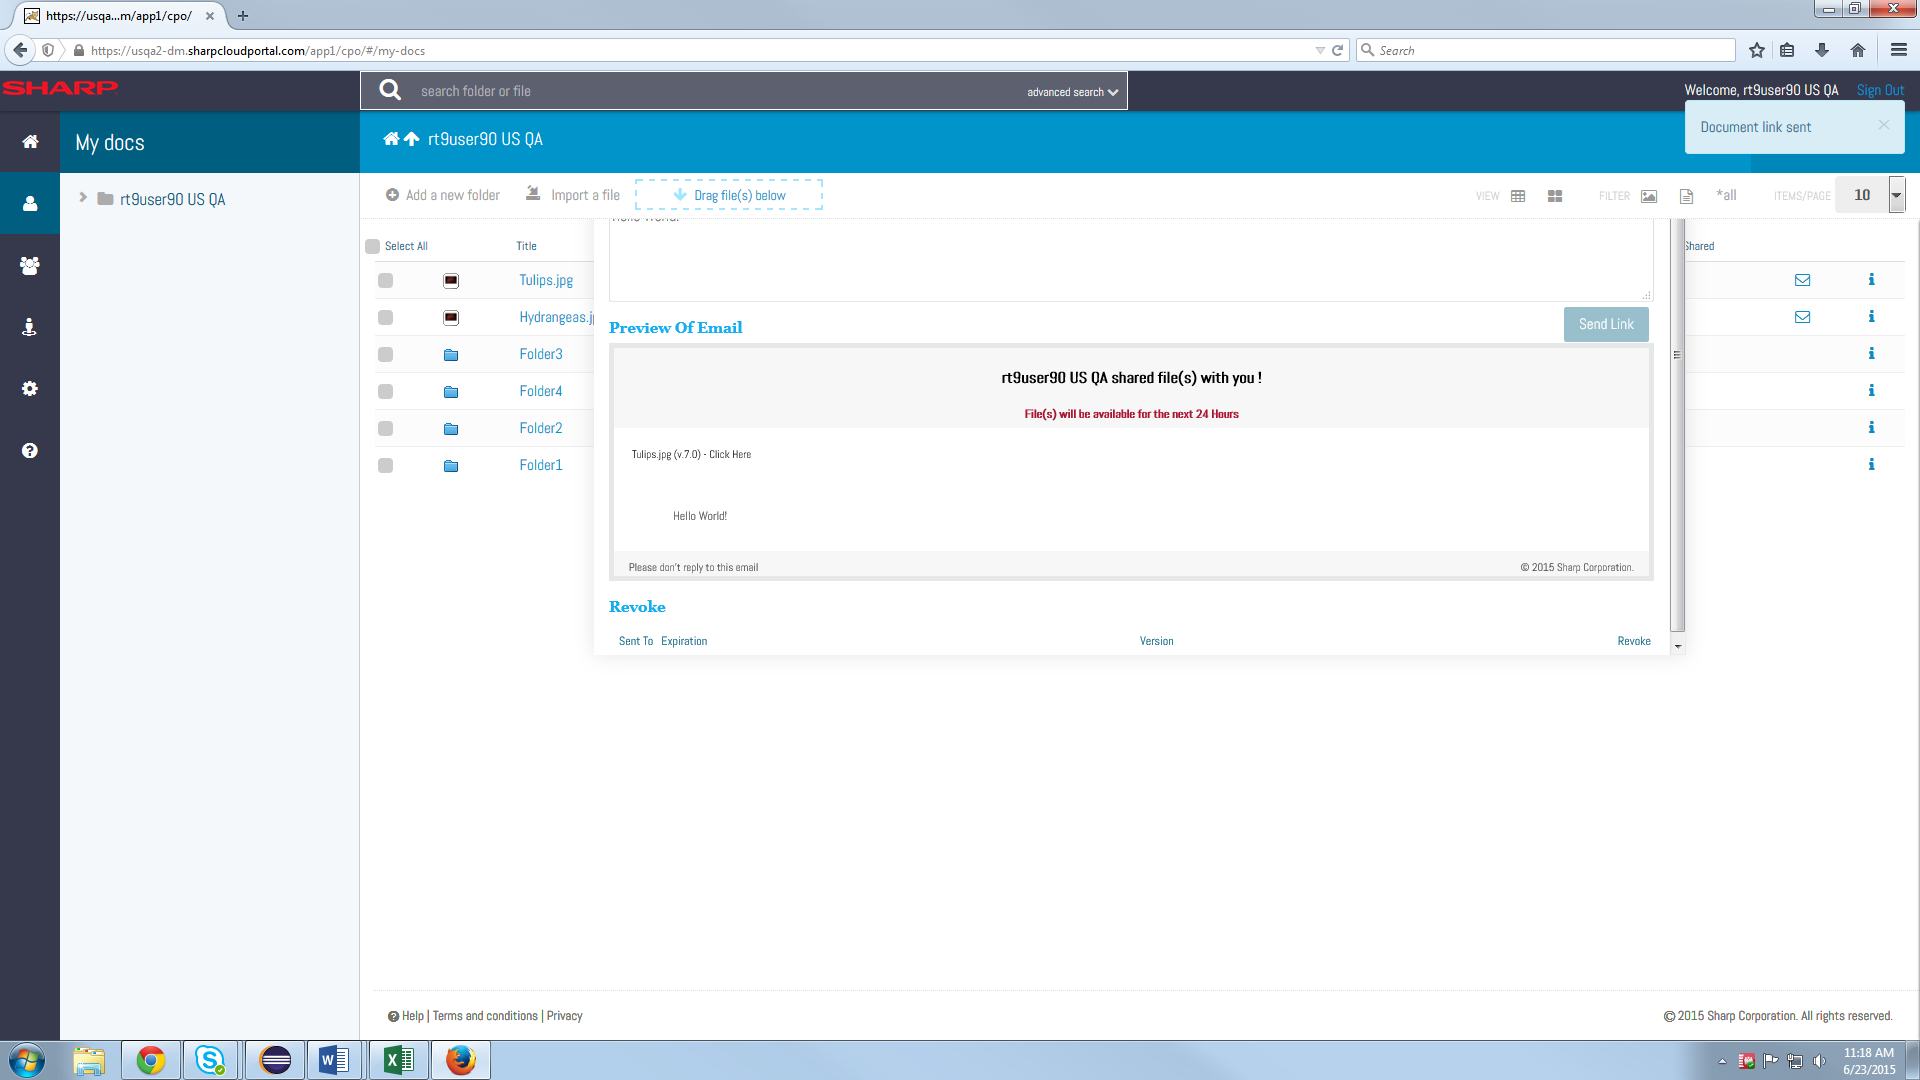 https://usqa...m/app1/cpo/
https://usqa2-dm.sharpcloudportal.com/app1/cpo/#/my-docs
Search
SHARP
search folder or file
advanced search
Welcome, rt9user90 US QA
Sign Out
My docs
rt9user90 US QA
Document link sent
rt9user90 US QA
Add a new folder
Import a file
Drag file(s) below
VIEW
FILTER
*all
ITEMS/PAGE
10
Hello World!
Select All
Title
Shared
Tulips.jpg
Hydrangeas.j
Folder3
Folder4
Folder2
Folder1
Preview Of Email
Send Link
rt9user90 US QA shared file(s) with you !
File(s) will be available for the next 24 Hours
Tulips.jpg (v.7.0) - Click Here
Hello World!
Please don't reply to this email
© 2015 Sharp Corporation.
Revoke
Sent To Expiration Version Revoke
Help | Terms and conditions | Privacy
© 2015 Sharp Corporation. All rights reserved.
11:18 AM
6/23/2015